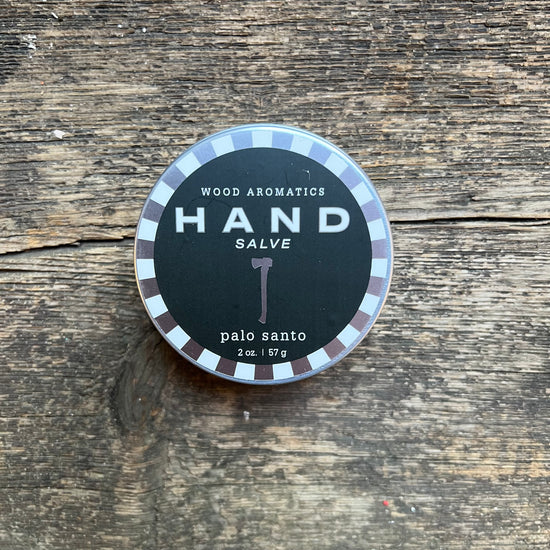 WOOD AROMATICS
HAND
SALVE
palo santo
2 oz. | 57 g